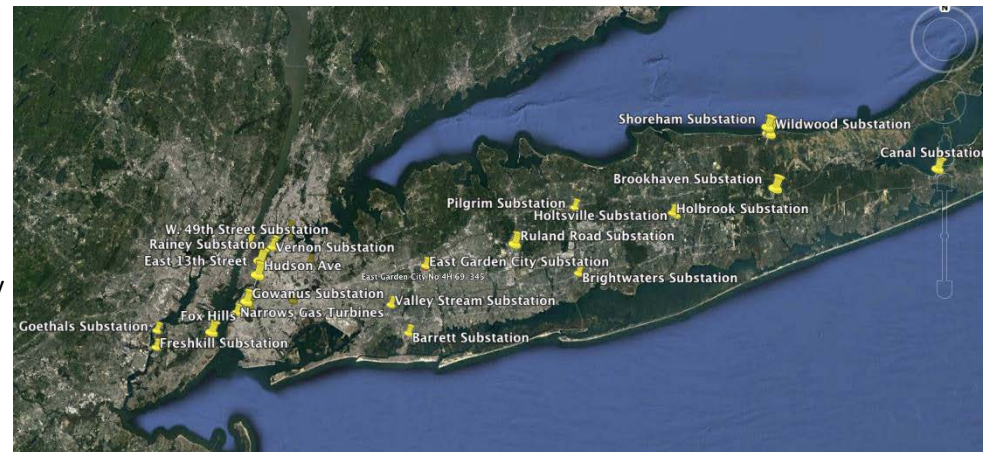 N
Shoreham Substation
Wildwood Substation
Canal Substation
Brookhaven Substation
Pilgrim Substation
Holtsville Substation
Holbrook Substation
W. 49th Street Substation
Ruland Road Substation
Rainey Substation
Vernon Substation
East 13th Street
Hudson Ave
East Garden City Substation
East Garden City No 4H 69. 345
Brightwaters Substation
Gowanus Substation
Valley Stream Substation
Fox Hills
Narrows Gas Turbines
Goethals Substation
Barrett Substation
Freshkill Substation